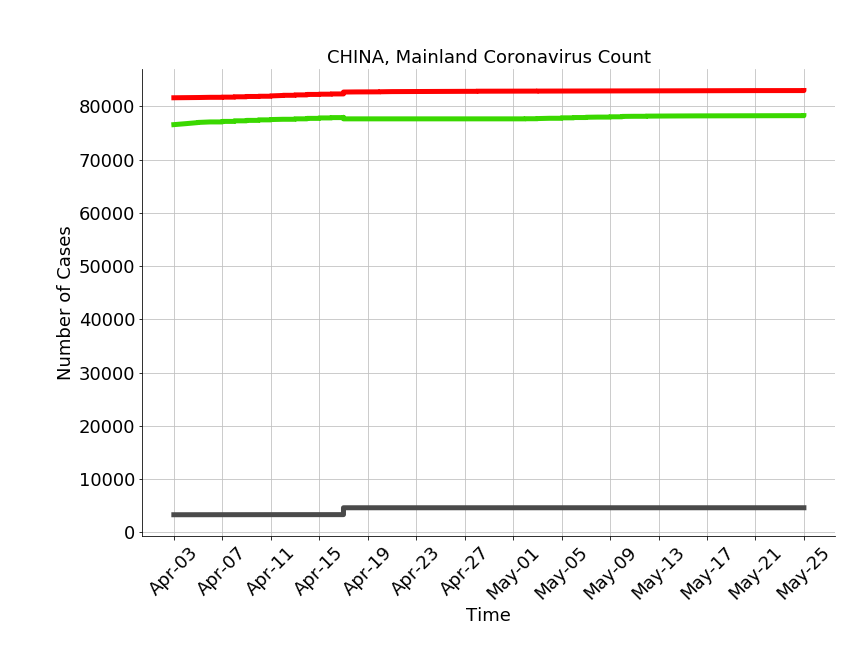 CHINA, Mainland Coronavirus Count
80000
70000
60000
50000
40000
30000
20000
10000
0
Number of Cases
Apr-03
Apr-07
Apr-11
Apr-15
Apr-19
Apr-23
Apr-27
May-01
May-05
May-09
May-13
May-17
May-21
May-25
Time